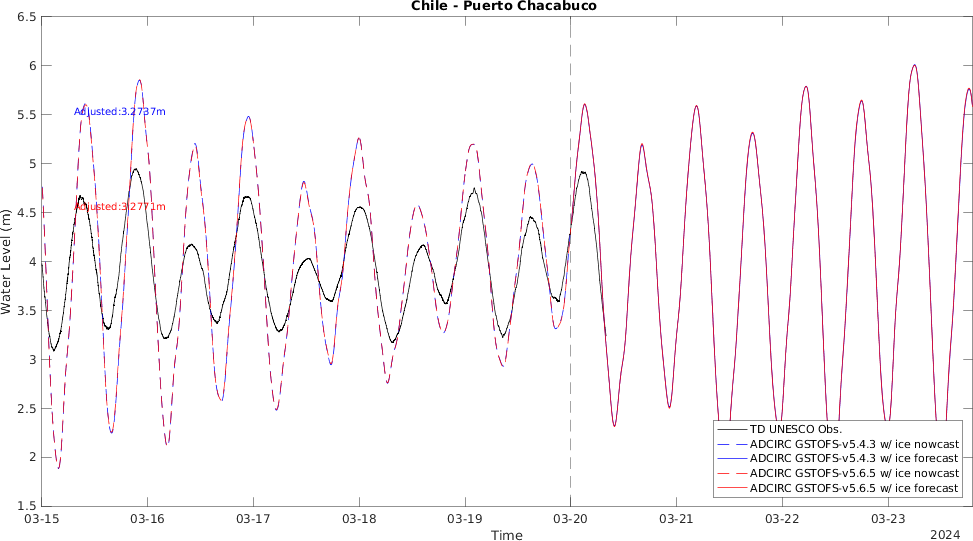 Chile - Puerto Chacabuco
6.5
6
5.5
5
4.5
4
3.5
3
2.5
2
1.5
Water Level (m)
Adjusted:3.2737m
Adjusted:3.2771m
TD UNESCO Obs.
ADCIRC GSTOFS-v5.4.3 w/ ice nowcast
ADCIRC GSTOFS-v5.4.3 w/ ice forecast
ADCIRC GSTOFS-v5.6.5 w/ ice nowcast
ADCIRC GSTOFS-v5.6.5 w/ ice forecast
03-15 03-16 03-17 03-18 03-19 03-20 03-21 03-22 03-23
Time
2024